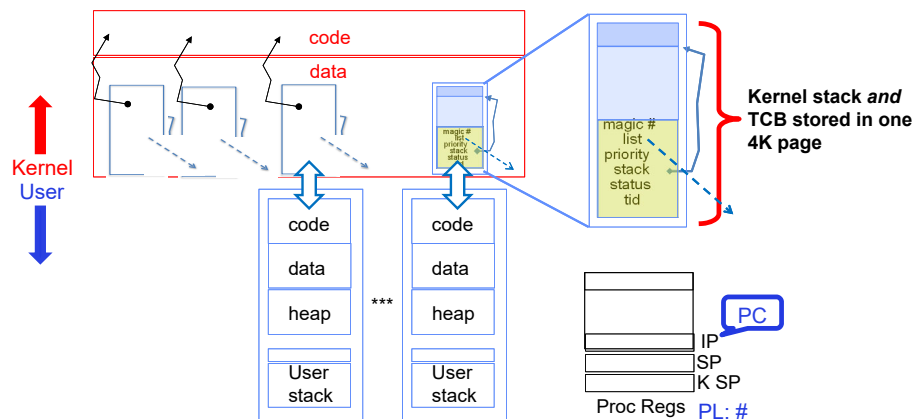 code
data
Kernel
User
magic #
list
priority
stack
status
Kernel stack and
TCB stored in one
4K page
magic #
list
priority
stack
status
tid
code
data
heap
User
stack
***
code
data
heap
User
stack
PC
IP
SP
K SP
Proc Regs
PL: #